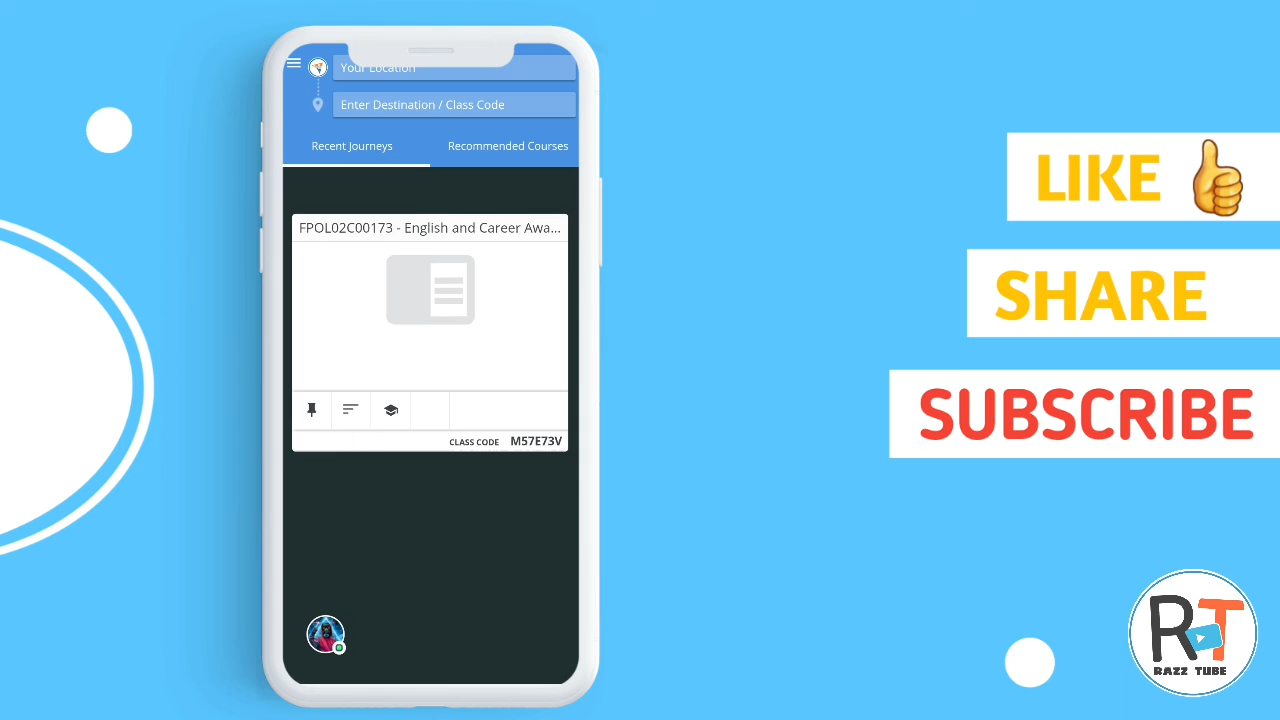 Your Location
Enter Destination / Class Code
Recent Journeys
Recommended Courses
FPOL02C00173 - English and Career Awa...
CLASS CODE M57E73V
LIKE
SHARE
SUBSCRIBE
RT
RAZZ TUBE